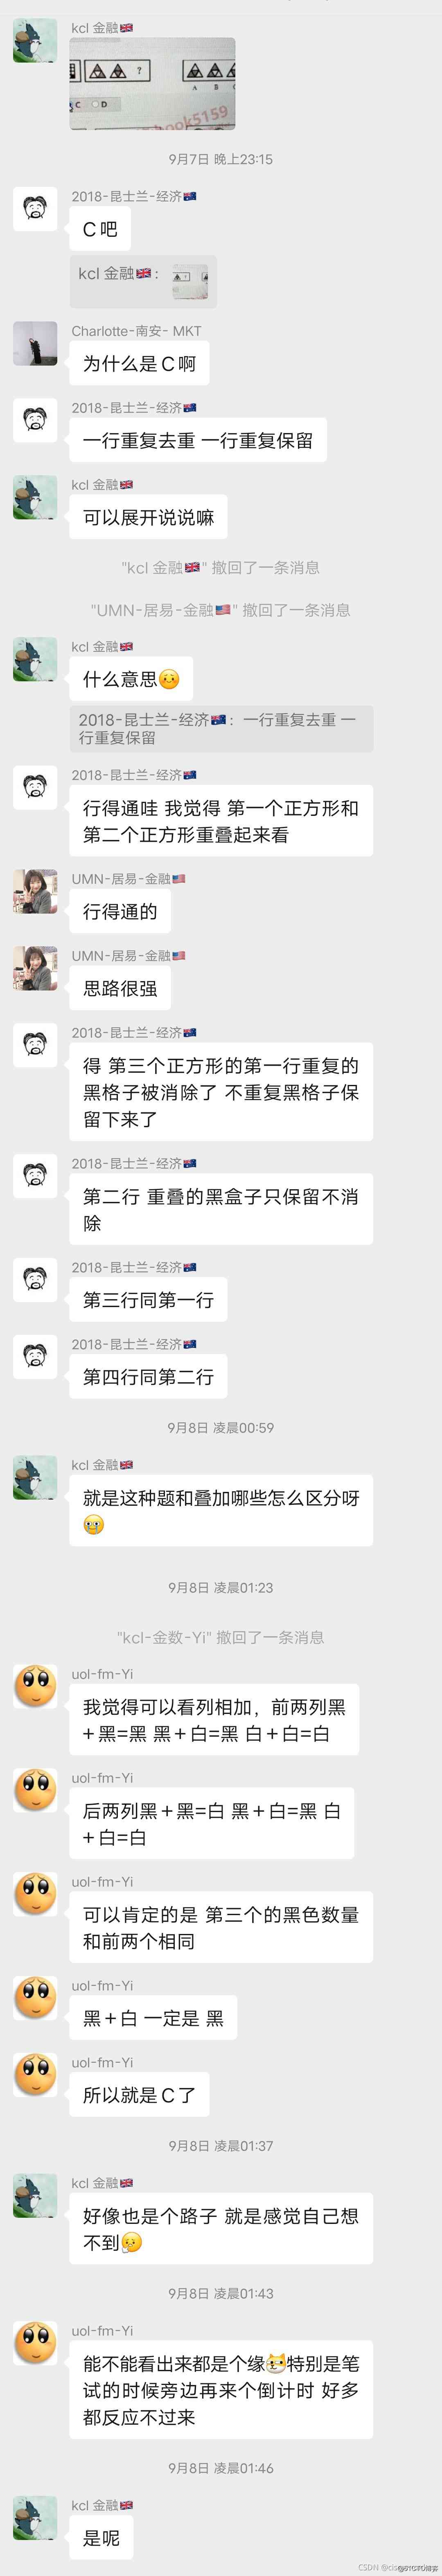 kcl 金融🇬🇧
?
A B
C D
book5159
9月7日 晚上23:15
2018-昆士兰-经济🇦🇺
C 吧
kcl 金融🇬🇧：
Charlotte-南安- MKT
为什么是 C 啊
2018-昆士兰-经济🇦🇺
一行重复去重 一行重复保留
kcl 金融🇬🇧
可以展开说说嘛
"kcl 金融🇬🇧" 撤回了一条消息
"UMN-居易-金融🇺🇸" 撤回了一条消息
kcl 金融🇬🇧
什么意思😊
2018-昆士兰-经济🇦🇺：一行重复去重 一
行重复保留
2018-昆士兰-经济🇦🇺
行得通哇 我觉得 第一个正方形和
第二个正方形重叠起来看
UMN-居易-金融🇺🇸
行得通的
UMN-居易-金融🇺🇸
思路很强
2018-昆士兰-经济🇦🇺
得 第三个正方形的第一行重复的
黑格子被消除了 不重复黑格子保
留下来了
2018-昆士兰-经济🇦🇺
第二行 重叠的黑盒子只保留不消
除
2018-昆士兰-经济🇦🇺
第三行同第一行
2018-昆士兰-经济🇦🇺
第四行同第二行
9月8日 凌晨00:59
kcl 金融🇬🇧
就是这种题和叠加哪些怎么区分呀
😭
9月8日 凌晨01:23
"kcl-金数-Yi" 撤回了一条消息
uol-fm-Yi
我觉得可以看列相加，前两列黑
＋黑=黑 黑＋白=黑 白＋白=白
uol-fm-Yi
后两列黑＋黑=白 黑＋白=黑 白
＋白=白
uol-fm-Yi
可以肯定的是 第三个的黑色数量
和前两个相同
uol-fm-Yi
黑＋白 一定是 黑
uol-fm-Yi
所以就是 C 了
9月8日 凌晨01:37
kcl 金融🇬🇧
好像也是个路子 就是感觉自己想
不到🤔
9月8日 凌晨01:43
uol-fm-Yi
能不能看出来都是个缘🐱特别是笔
试的时候旁边再来个倒计时 好多
都反应不过来
9月8日 凌晨01:46
kcl 金融🇬🇧
是呢